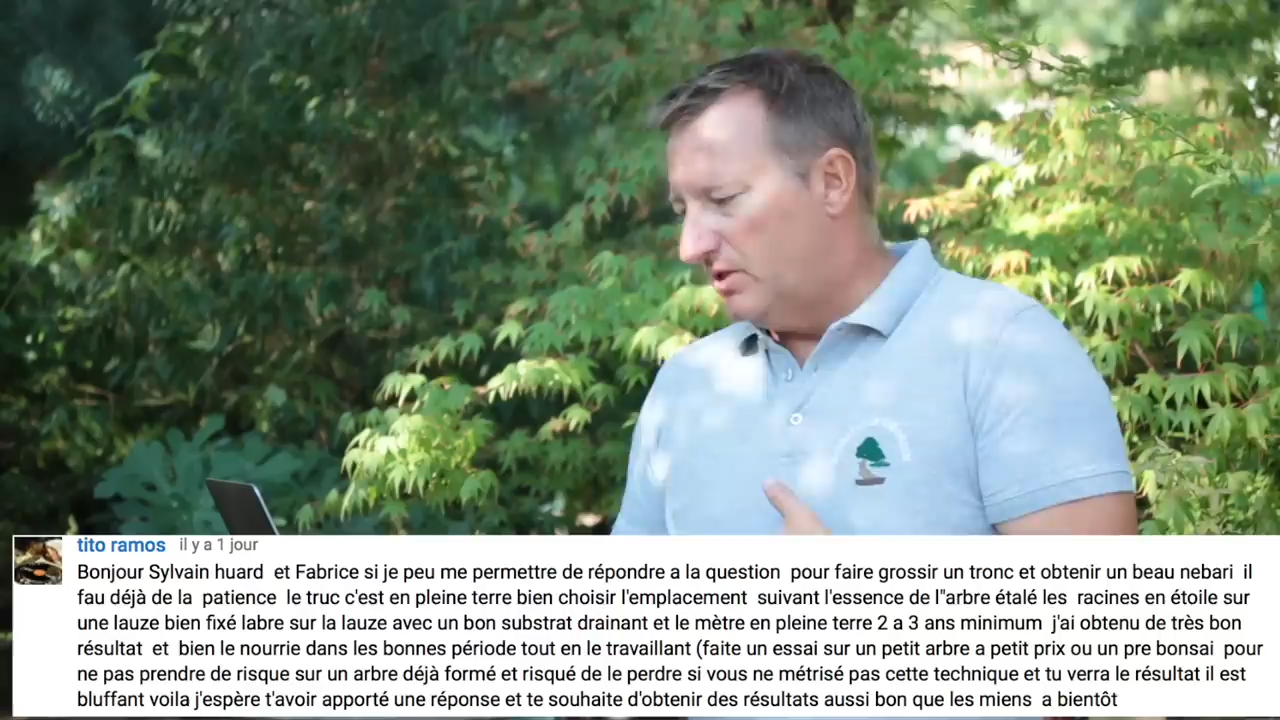 tito ramos il y a 1 jour
Bonjour Sylvain huard et Fabrice si je peu me permettre de répondre a la question pour faire grossir un tronc et obtenir un beau nebari il
fau déjà de la patience le truc c'est en pleine terre bien choisir l'emplacement suivant l'essence de l"arbre étalé les racines en étoile sur
une lauze bien fixé labre sur la lauze avec un bon substrat drainant et le mètre en pleine terre 2 a 3 ans minimum j'ai obtenu de très bon
résultat et bien le nourrie dans les bonnes période tout en le travaillant (faite un essai sur un petit arbre a petit prix ou un pre bonsai pour
ne pas prendre de risque sur un arbre déjà formé et risqué de le perdre si vous ne métrisé pas cette technique et tu verra le résultat il est
bluffant voila j'espère t'avoir apporté une réponse et te souhaite d'obtenir des résultats aussi bon que les miens a bientôt